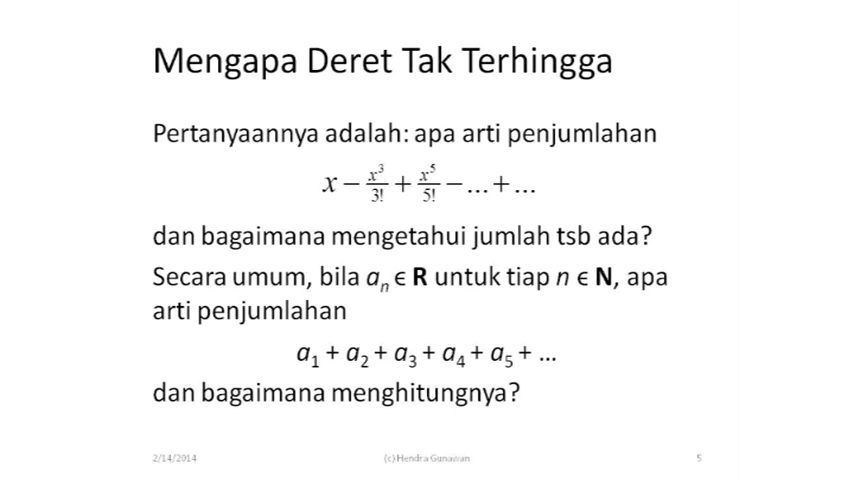 Mengapa Deret Tak Terhingga
Pertanyaannya adalah: apa arti penjumlahan
x − x³/3! + x⁵/5! − … + …
dan bagaimana mengetahui jumlah tsb ada?
Secara umum, bila aₙ ϵ R untuk tiap n ϵ N, apa
arti penjumlahan
a₁ + a₂ + a₃ + a₄ + a₅ + …
dan bagaimana menghitungnya?
2/14/2014 (c) Hendra Gunawan 5